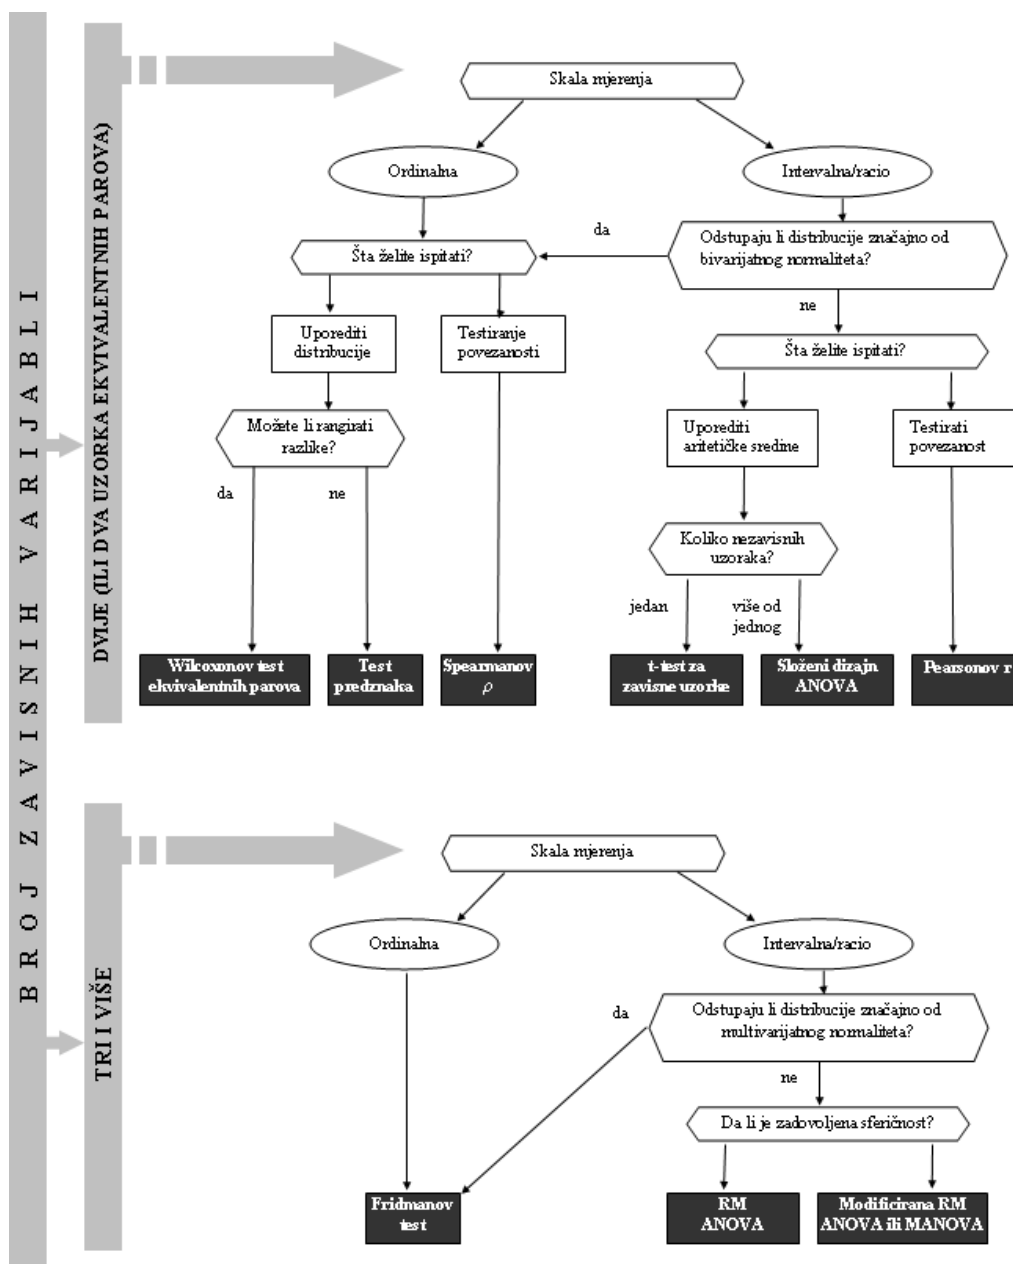 BROJ ZAVISNIH VARIJABLI
DVIJE (ILI DVA UZORKA EKVIVALENTNIH PAROVA)
Skala mjerenja
Ordinalna
Intervalna/racio
da
Odstupaju li distribucije značajno od
bivarijatnog normaliteta?
Šta želite ispitati?
ne
Uporediti
distribucije
Testiranje
povezanosti
Šta želite ispitati?
Možete li rangirati
razlike?
Uporediti
aritetičke sredine
Testirati
povezanost
da
ne
Koliko nezavisnih
uzoraka?
jedan
više od
jednog
Wilcoxonov test
ekvivalentnih parova
Test
predznaka
Spearmanov
ρ
t-test za
zavisne uzorke
Složeni dizajn
ANOVA
Pearsonov r
TRI I VIŠE
Skala mjerenja
Ordinalna
Intervalna/racio
da
Odstupaju li distribucije značajno od
multivarijatnog normaliteta?
ne
Da li je zadovoljena sferičnost?
Fridmanov
test
RM
ANOVA
Modificirana RM
ANOVA ili MANOVA